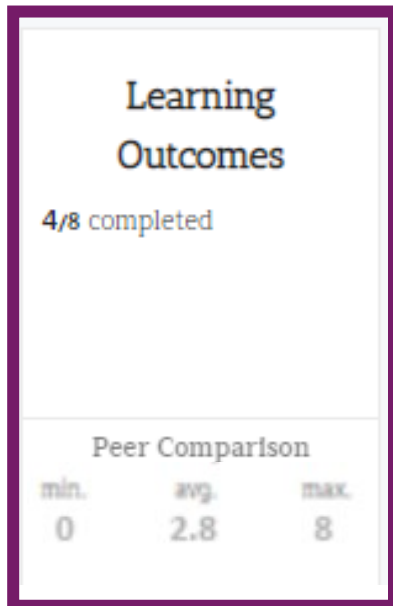 Learning
Outcomes
4/8 completed
Peer Comparison
min. avg. max.
0 2.8 8